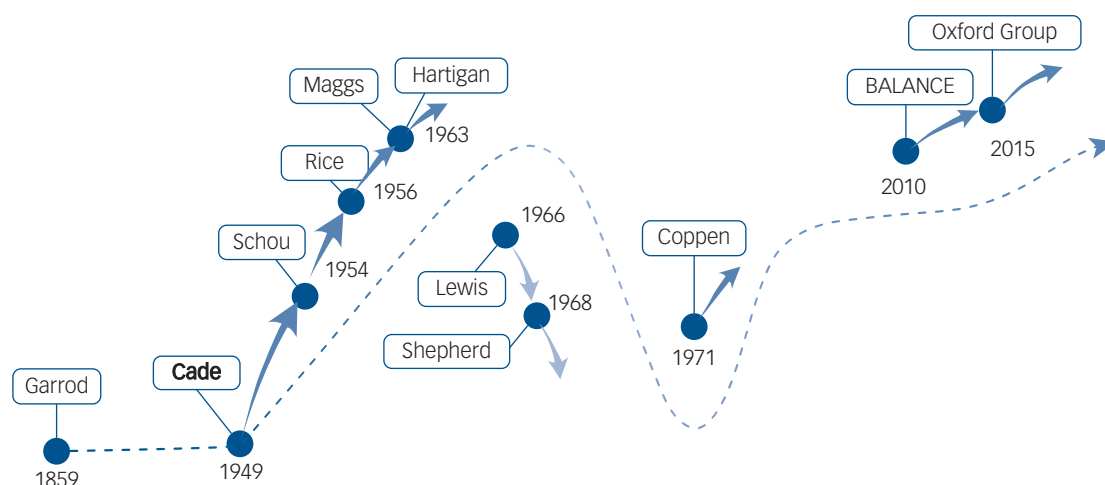 Garrod
1859
Cade
1949
Schou
1954
Rice
1956
Maggs
Hartigan
1963
1966
Lewis
1968
Shepherd
Coppen
1971
BALANCE
2010
Oxford Group
2015